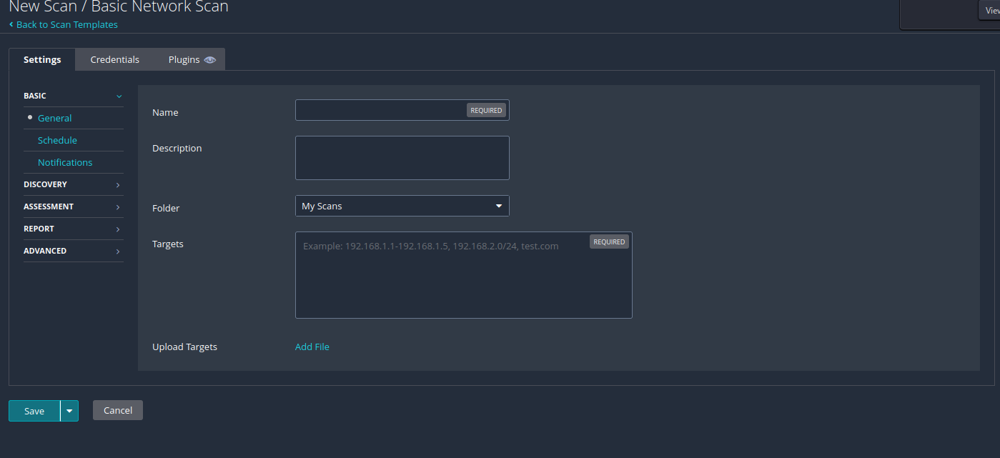 New Scan / Basic Network Scan
Back to Scan Templates
Settings
Credentials
Plugins
BASIC
General
Schedule
Notifications
DISCOVERY
ASSESSMENT
REPORT
ADVANCED
Name
REQUIRED
Description
Folder
My Scans
Targets
Example: 192.168.1.1-192.168.1.5, 192.168.2.0/24, test.com
REQUIRED
Upload Targets
Add File
Save
Cancel